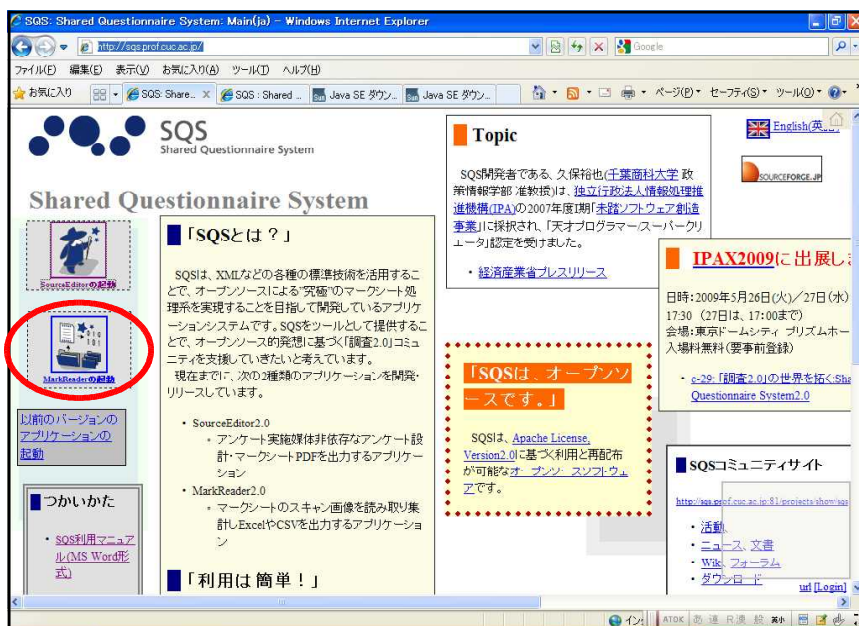 SQS: Shared Questionnaire System: Main(ja) - Windows Internet Explorer
http://sqs.prof.cuc.ac.jp/
Google
ファイル(F) 編集(E) 表示(V) お気に入り(A) ツール(T) ヘルプ(H)
お気に入り
SQS: Share...
SQS : Shared ...
Java SE ダウン...
Java SE ダウン...
ページ(P)
セーフティ(S)
ツール(O)
SQS
Shared Questionnaire System
Shared Questionnaire System
SourceEditorの起動
MarkReaderの起動
以前のバージョンの
アプリケーションの
起動
つかいかた
• SQS利用マニュア
ル(MS Word形
式)
「SQSとは？」
SQSは、XMLなどの各種の標準技術を活用するこ
とで、オープンソースによる"究極"のマークシート処
理系を実現することを目指して開発しているアプリケ
ーションシステムです。SQSをツールとして提供するこ
とで、オープンソース的発想に基づく「調査2.0」コミュ
ニティを支援していきたいと考えています。
現在までに、次の2種類のアプリケーションを開発・
リリースしています。
• SourceEditor2.0
アンケート実施媒体非依存なアンケート設
計・マークシートPDFを出力するアプリケー
ション
• MarkReader2.0
マークシートのスキャン画像を読み取り集
計しExcelやCSVを出力するアプリケーショ
ン
「利用は簡単！」
Topic
SQS開発者である、久保裕也(千葉商科大学 政
策情報学部 准教授)は、独立行政法人情報処理推
進機構(IPA)の2007年度I期「未踏ソフトウェア創造
事業」に採択され、「天才プログラマー/スーパークリ
エータ」認定を受けました。
• 経済産業省プレスリリース
「SQSは、オープンソ
ースです。」
SQSは、Apache License,
Version2.0に基づく利用と再配布
が可能なオープンソースソフトウェ
アです。
English(英
SOURCEFORGE.JP
IPAX2009に出展し
日時：2009年5月26日(火)／27日(水)
17:30 (27日は、17:00まで)
会場：東京ドームシティ プリズムホー
入場料無料(要事前登録)
• c-29: 「調査2.0」の世界を拓く:Sha
Questionnaire System2.0
SQSコミュニティサイト
http://sqs.prof.cuc.ac.jp:81/projects/show/sqs
• 活動、
• ニュース、文書
• Wiki、フォーラム
• ダウンロード
url [Login]
イン
ATOK あ 連 R漢 般 英小